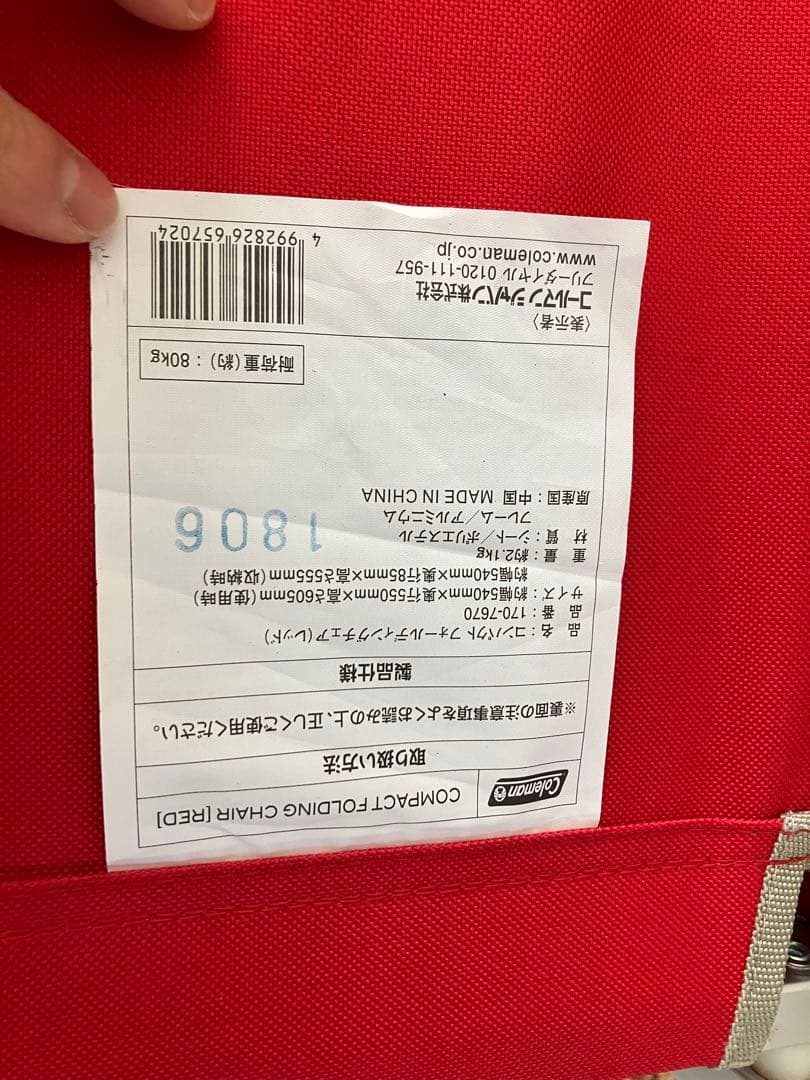 Coleman
COMPACT FOLDING CHAIR [RED]
取り扱い方法
※裏面の注意事項をよくお読みの上、正しくご使用ください。
製品仕様
品　名：コンパクトフォールディングチェア(レッド)
品　番：170-7670
サイズ：約幅540mm×奥行550mm×高さ605mm (使用時)
約幅540mm×奥行85mm×高さ555mm (収納時)
重　量：約2.1kg
材　質：シート／ポリエステル
フレーム／アルミニウム
原産国：中国 MADE IN CHINA
1806
耐荷重(約)：80kg
〈表示者〉
コールマン ジャパン株式会社
フリーダイヤル 0120-111-957
www.coleman.co.jp
4 992826 657024